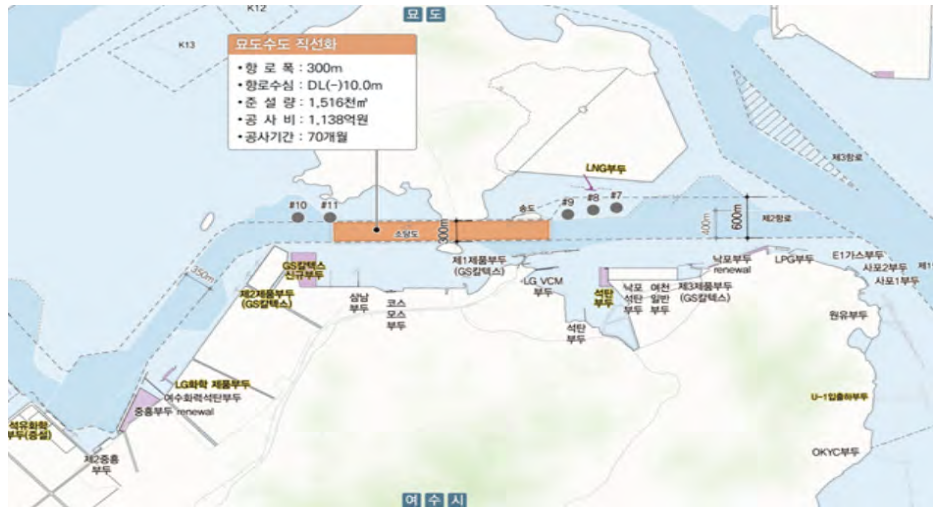 K12
묘도
K13
묘도수도 직선화
•항 로 폭 : 300m
•항로수심 : DL(-)10.0m
•준 설 량 : 1,516천㎥
•공 사 비 : 1,138억원
•공사기간 : 70개월
제3항로
LNG부두
#10
#11
송도
#9
#8
#7
소당도
300m
400m
600m
제2항로
350m
GS칼텍스
신규부두
제2제품부두
(GS칼텍스)
삼남
부두
코스
모스
부두
제1제품부두
(GS칼텍스)
LG VCM
부두
석탄
부두
석탄
부두
낙포
석탄
부두
여천
일반
부두
제3제품부두
(GS칼텍스)
낙포부두
renewal
LPG부두
E1가스부두
사포2부두
사포1부두
원유부두
LG화학 제품부두
여수화력석탄부두
중흥부두 renewal
U-1입출하부두
석유화학
부두(증설)
제2중흥
부두
OKYC부두
여수시